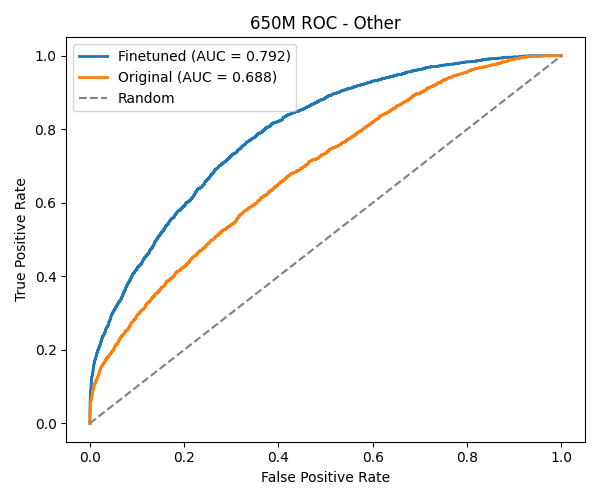 650M ROC - Other
Finetuned (AUC = 0.792)
Original (AUC = 0.688)
Random
True Positive Rate
1.0
0.8
0.6
0.4
0.2
0.0
0.0 0.2 0.4 0.6 0.8 1.0
False Positive Rate